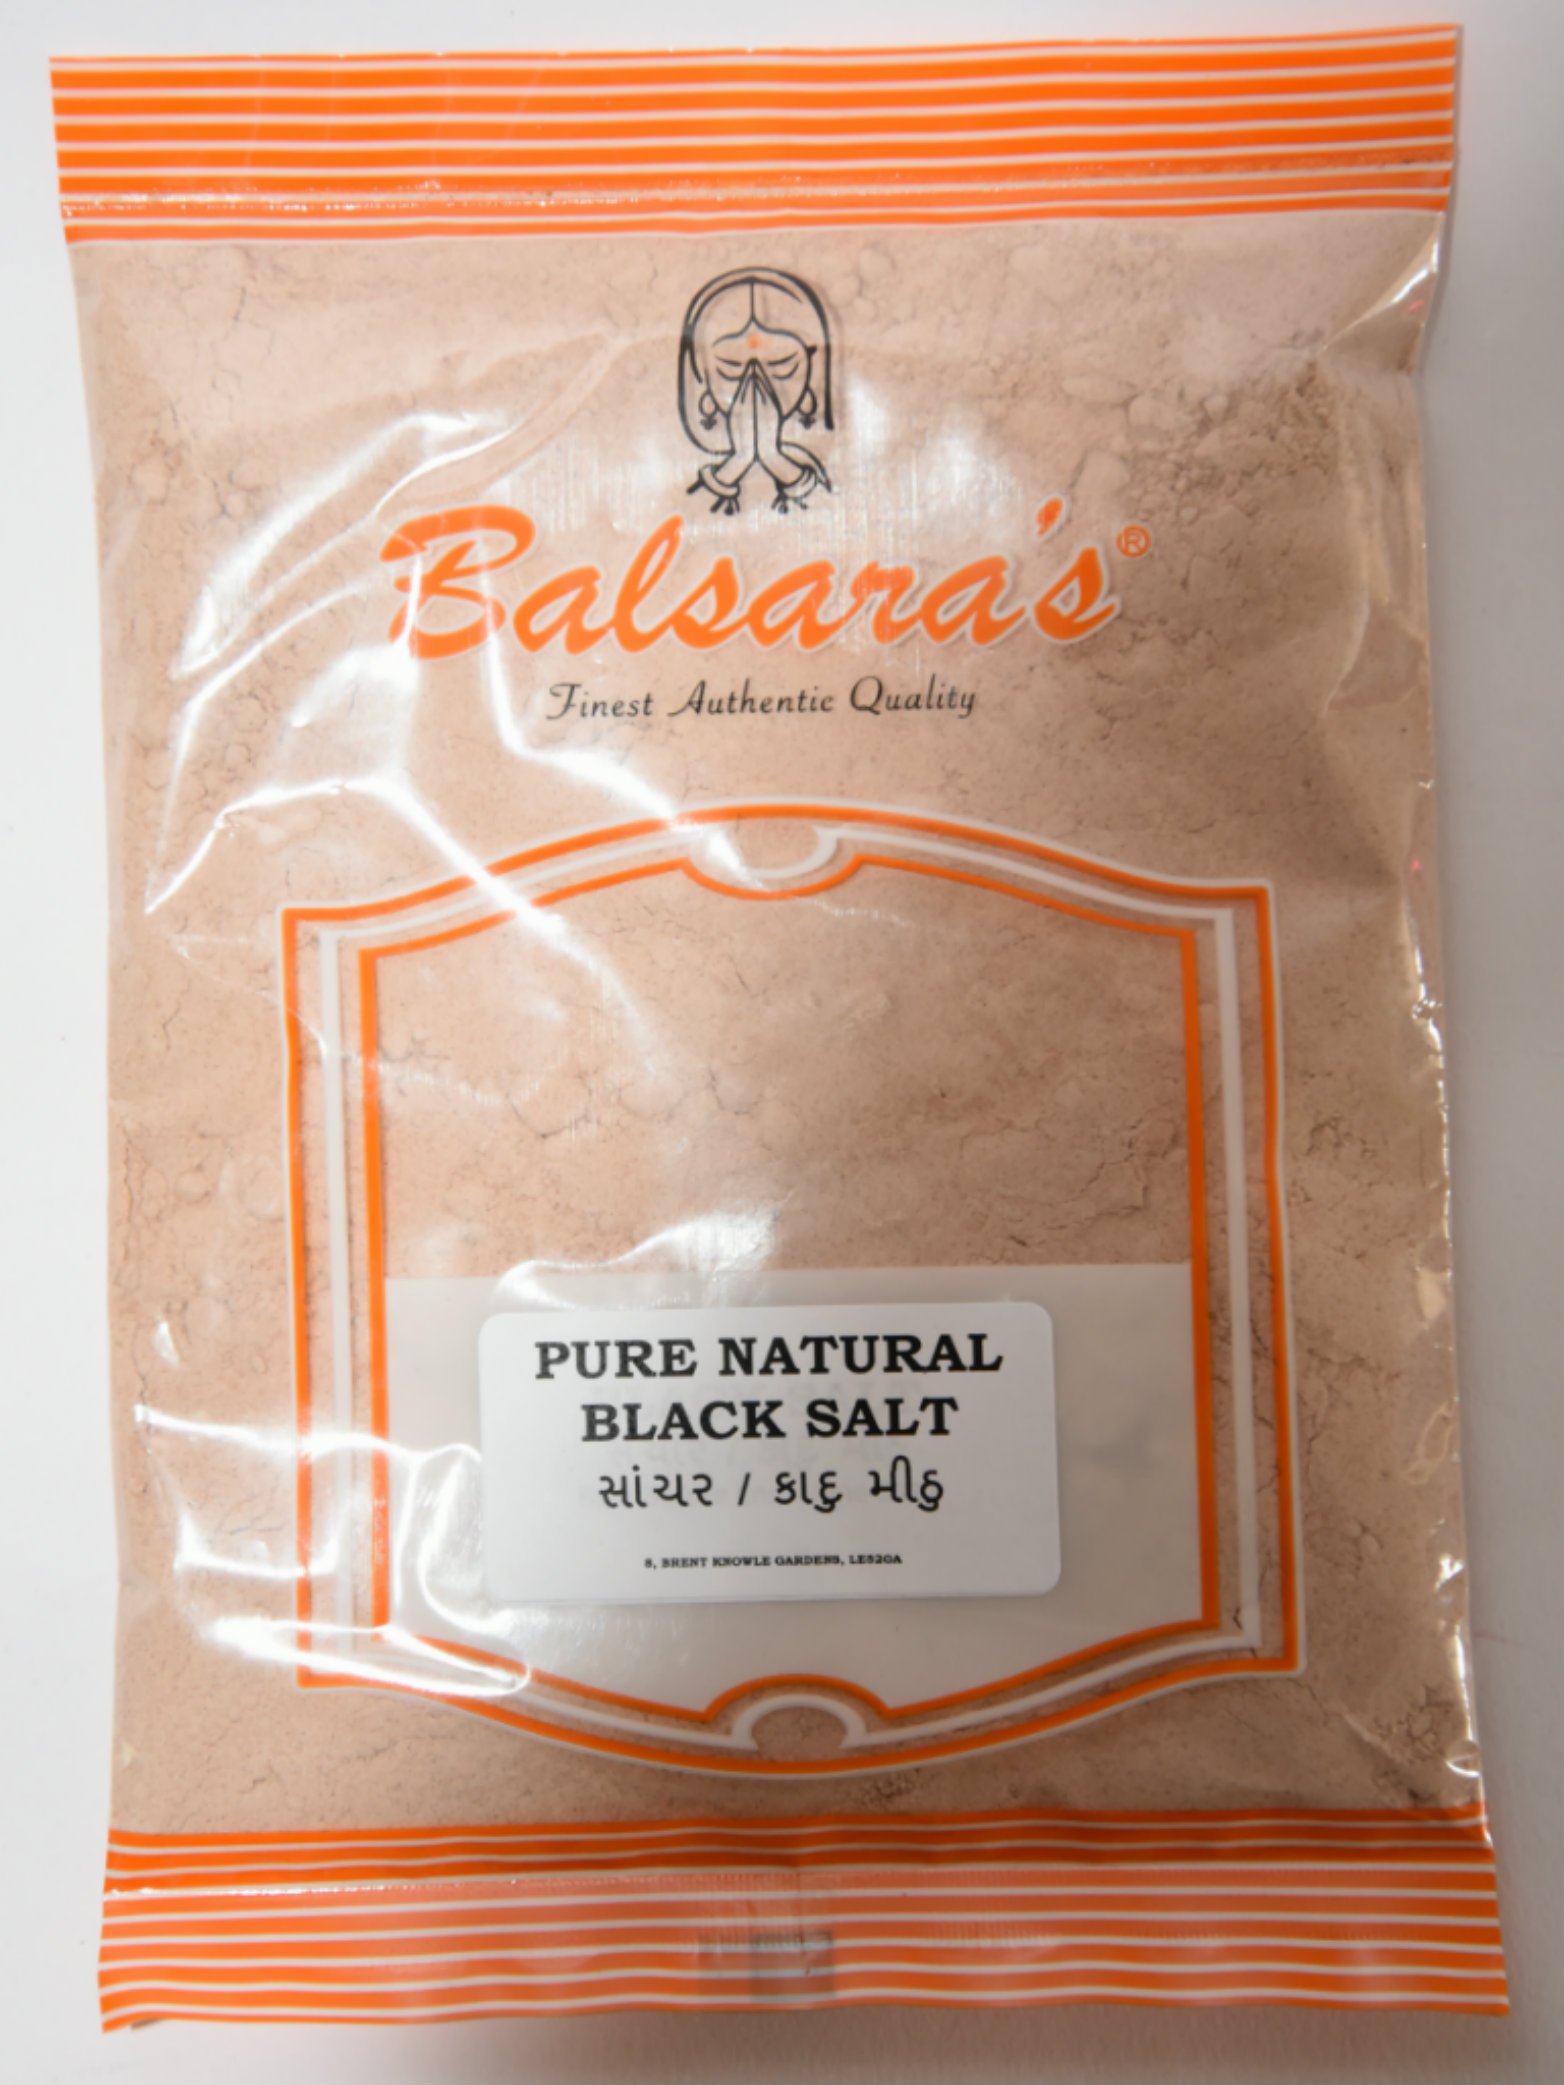 Balsara's®
Finest Authentic Quality
PURE NATURAL
BLACK SALT
સાંચર / કાદુ મીઠુ
8, BRENT KNOWLE GARDENS, LE52GA